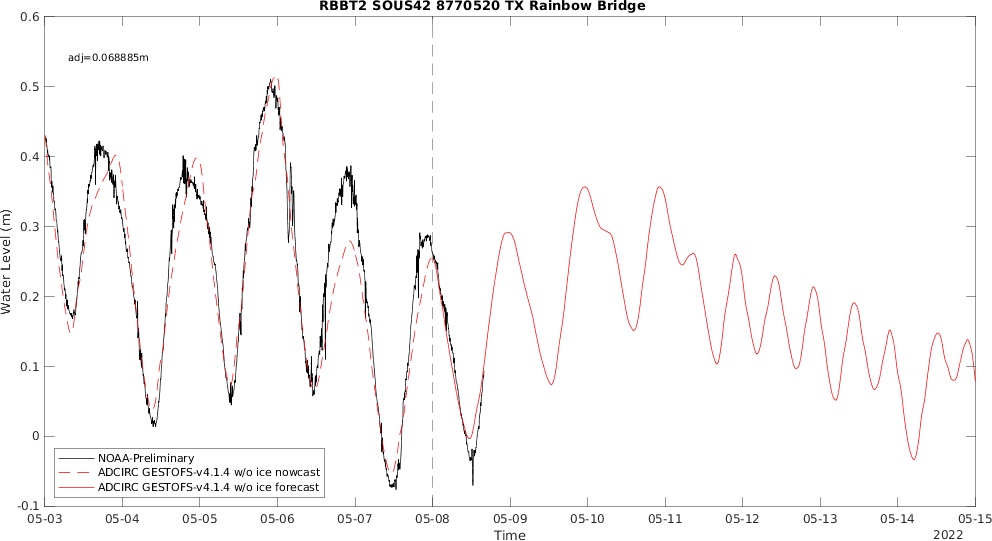 RBBT2 SOUS42 8770520 TX Rainbow Bridge
adj=0.068885m
Water Level (m)
0.6
0.5
0.4
0.3
0.2
0.1
0
-0.1
NOAA-Preliminary
ADCIRC GESTOFS-v4.1.4 w/o ice nowcast
ADCIRC GESTOFS-v4.1.4 w/o ice forecast
05-03 05-04 05-05 05-06 05-07 05-08 05-09 05-10 05-11 05-12 05-13 05-14 05-15
Time
2022